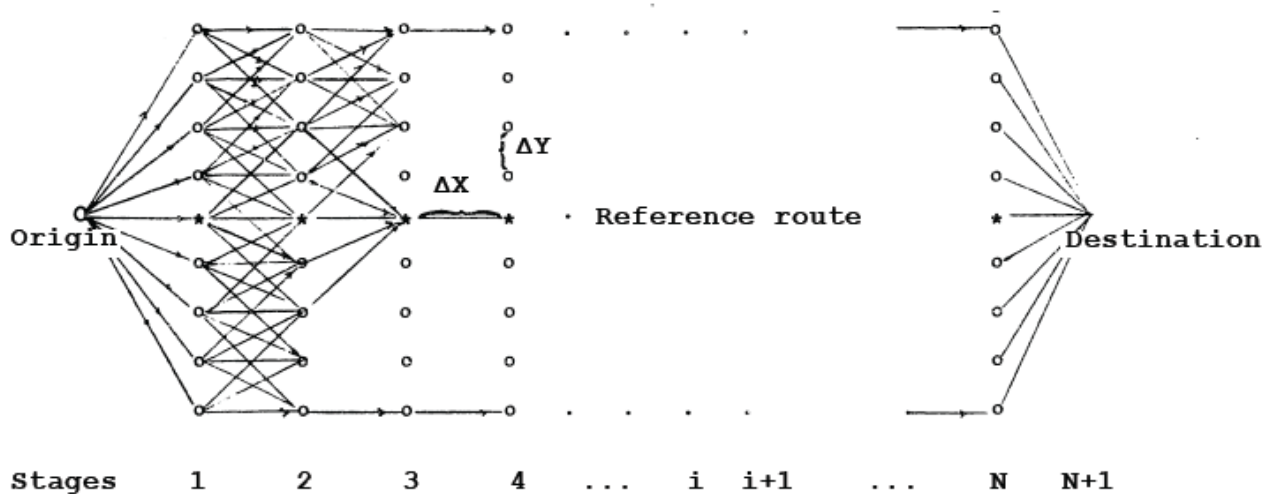 ΔY
ΔX
Reference route
Origin
Destination
Stages 1 2 3 4 ... i i+1 ... N N+1